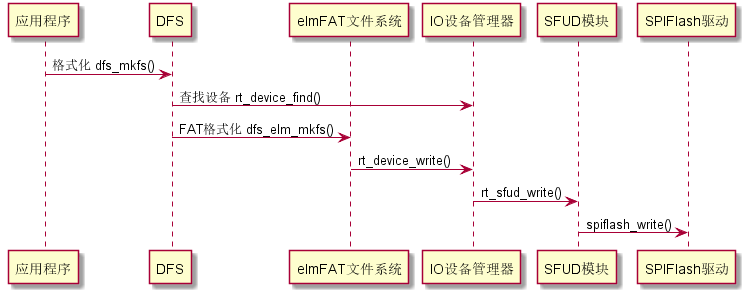 应用程序
DFS
elmFAT文件系统
IO设备管理器
SFUD模块
SPIFlash驱动
格式化 dfs_mkfs()
查找设备 rt_device_find()
FAT格式化 dfs_elm_mkfs()
rt_device_write()
rt_sfud_write()
spiflash_write()
应用程序
DFS
elmFAT文件系统
IO设备管理器
SFUD模块
SPIFlash驱动